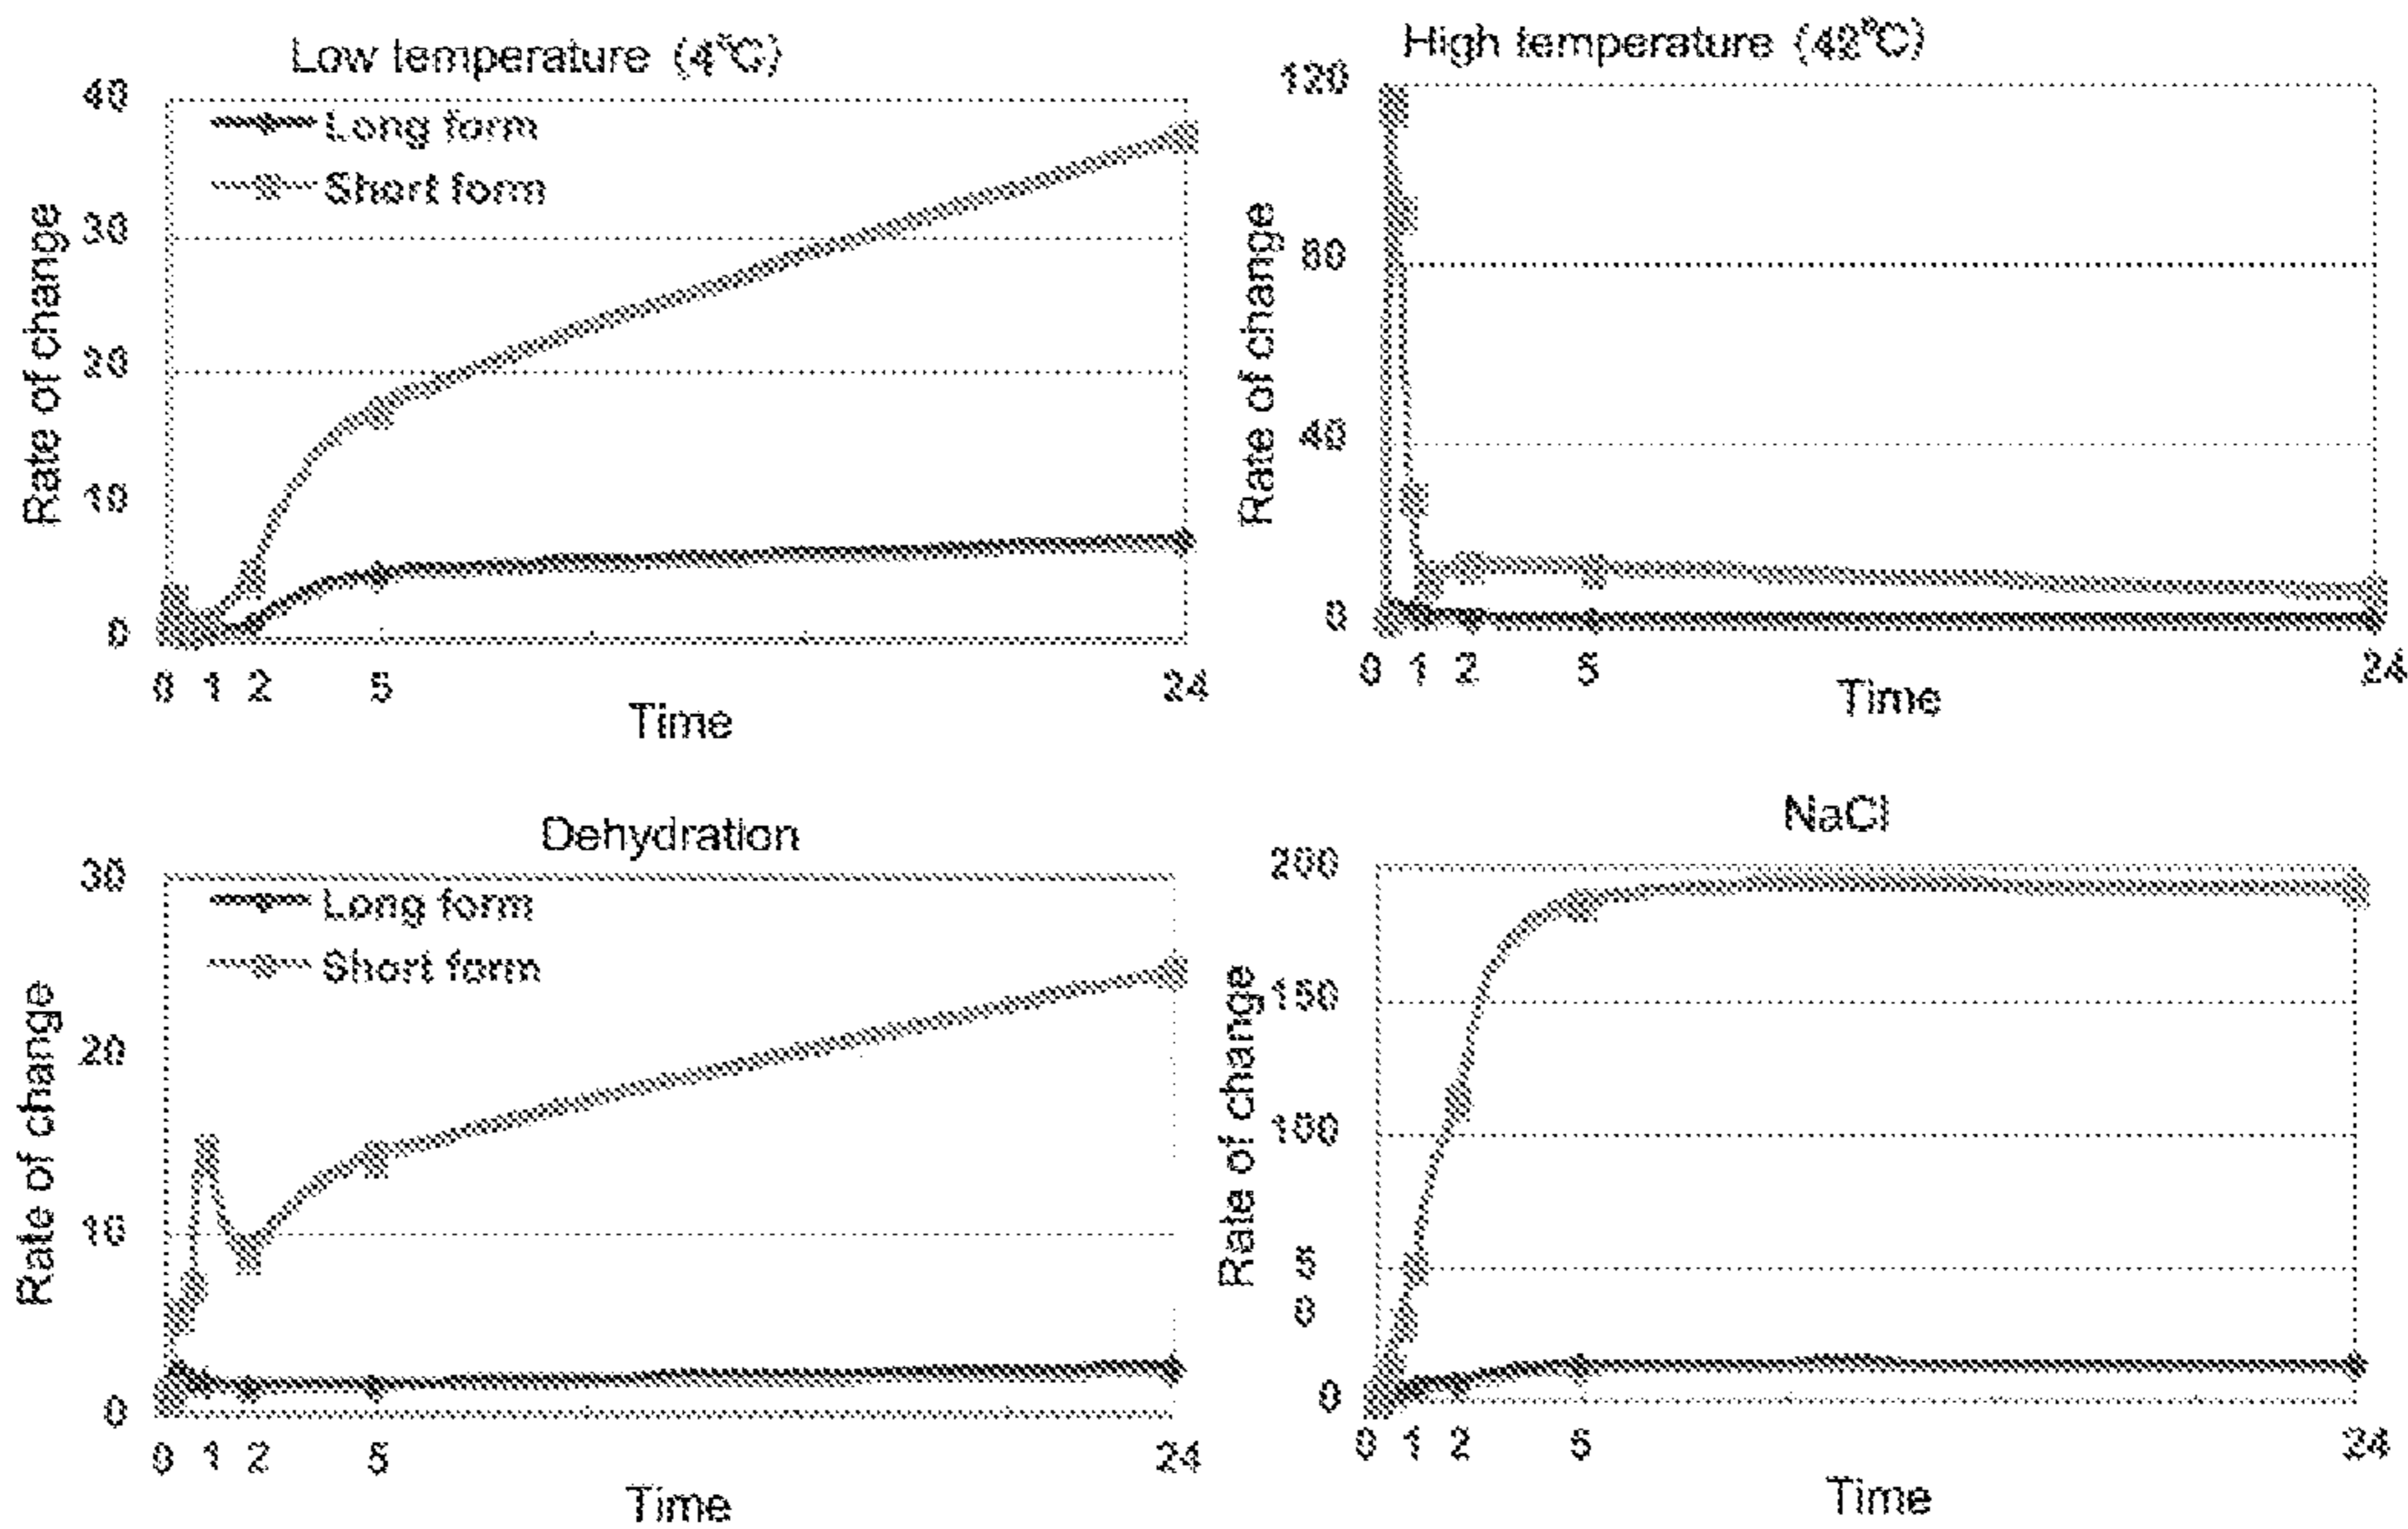 Low temperature (4°C)
40
Long form
Short form
30
20
10
0
Rate of change
0 1 2 5 24
Time
High temperature (42°C)
120
80
40
0
Rate of change
0 1 2 5 24
Time
Dehydration
30
Long form
Short form
20
10
0
Rate of change
0 1 2 5 24
Time
NaCl
200
150
100
5
0
0
Rate of change
0 1 2 5 24
Time